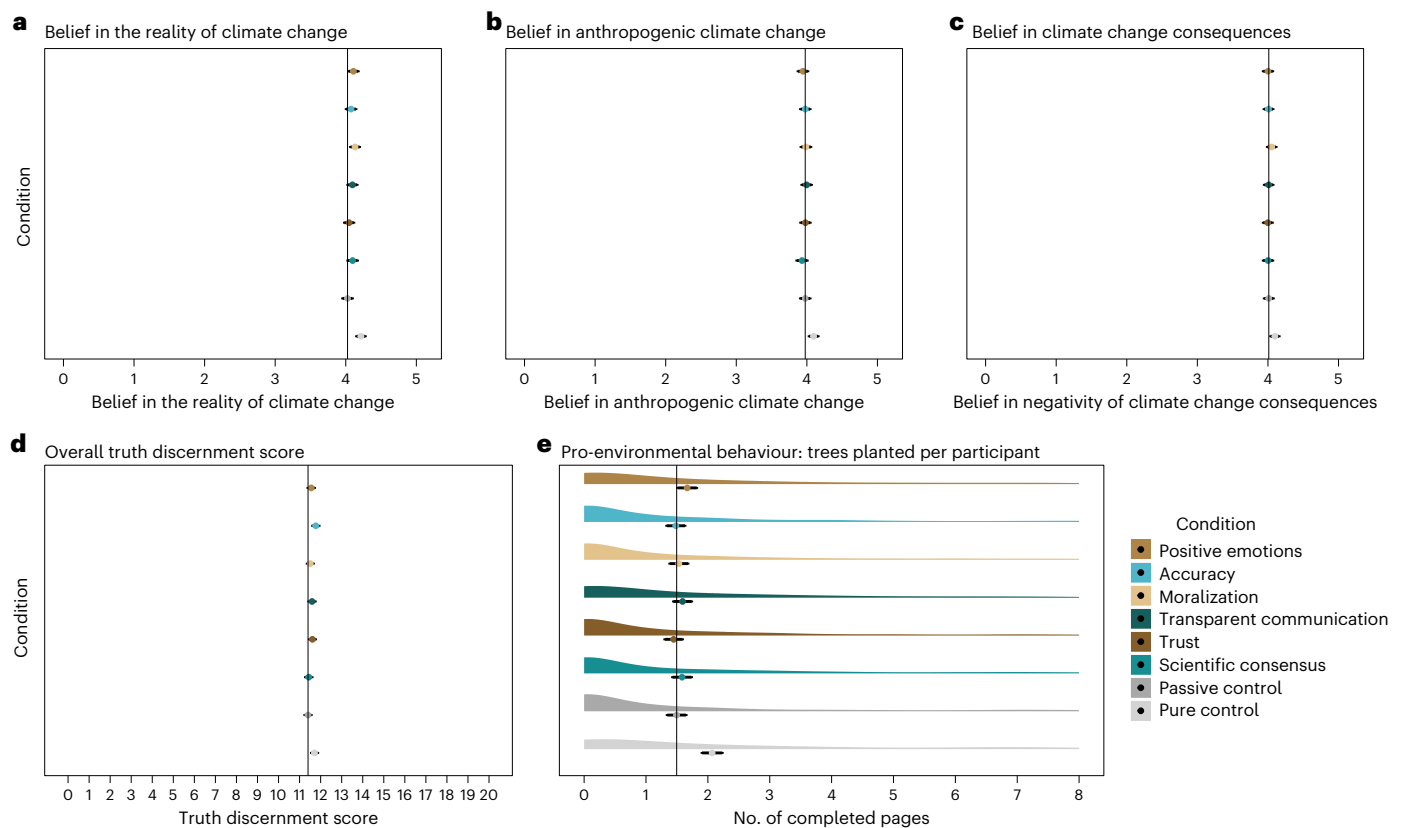 a
Belief in the reality of climate change
b
Belief in anthropogenic climate change
c
Belief in climate change consequences
Condition
0 1 2 3 4 5
Belief in the reality of climate change
0 1 2 3 4 5
Belief in anthropogenic climate change
0 1 2 3 4 5
Belief in negativity of climate change consequences
d
Overall truth discernment score
Condition
0 1 2 3 4 5 6 7 8 9 10 11 12 13 14 15 16 17 18 19 20
Truth discernment score
e
Pro-environmental behaviour: trees planted per participant
0 1 2 3 4 5 6 7 8
No. of completed pages
Condition
Positive emotions
Accuracy
Moralization
Transparent communication
Trust
Scientific consensus
Passive control
Pure control